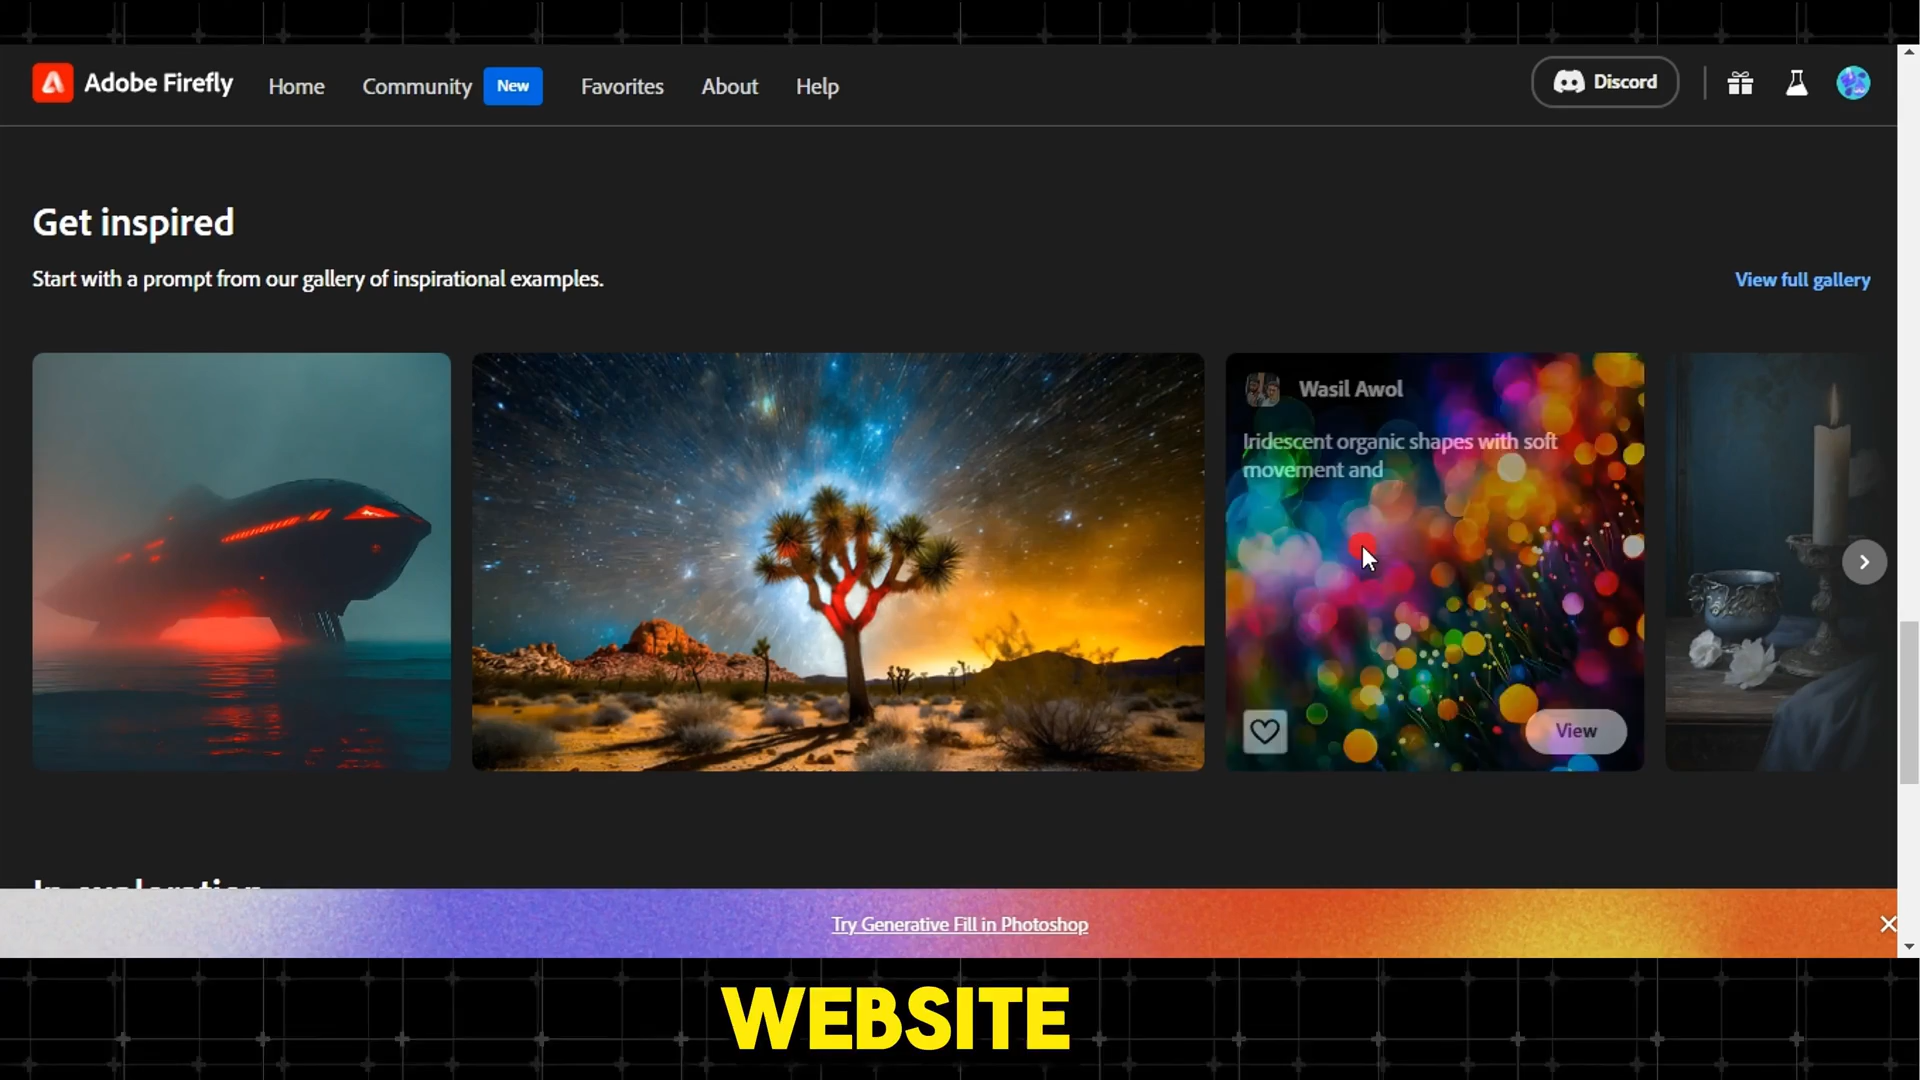 Adobe Firefly Home Community New Favorites About Help Discord
Get inspired
Start with a prompt from our gallery of inspirational examples.
View full gallery
Wasil Awol
Iridescent organic shapes with soft
movement and
View
In exploration
Try Generative Fill in Photoshop
WEBSITE